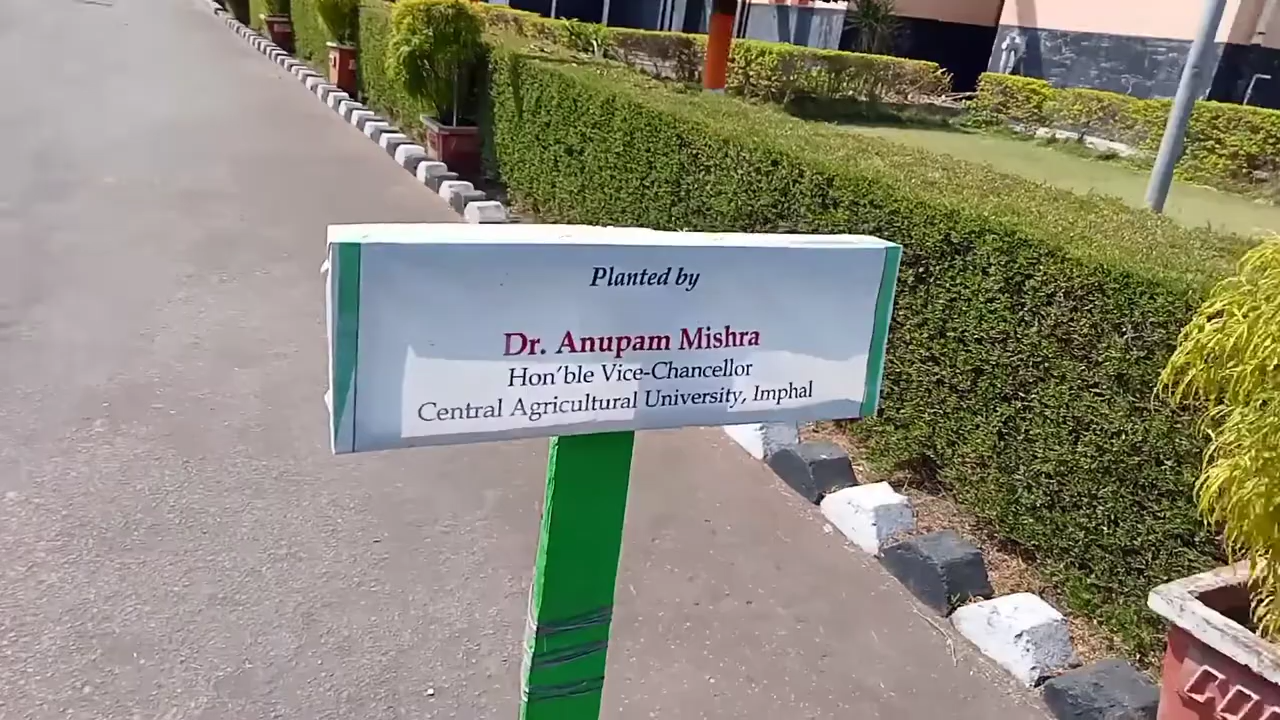 Planted by
Dr. Anupam Mishra
Hon'ble Vice-Chancellor
Central Agricultural University, Imphal